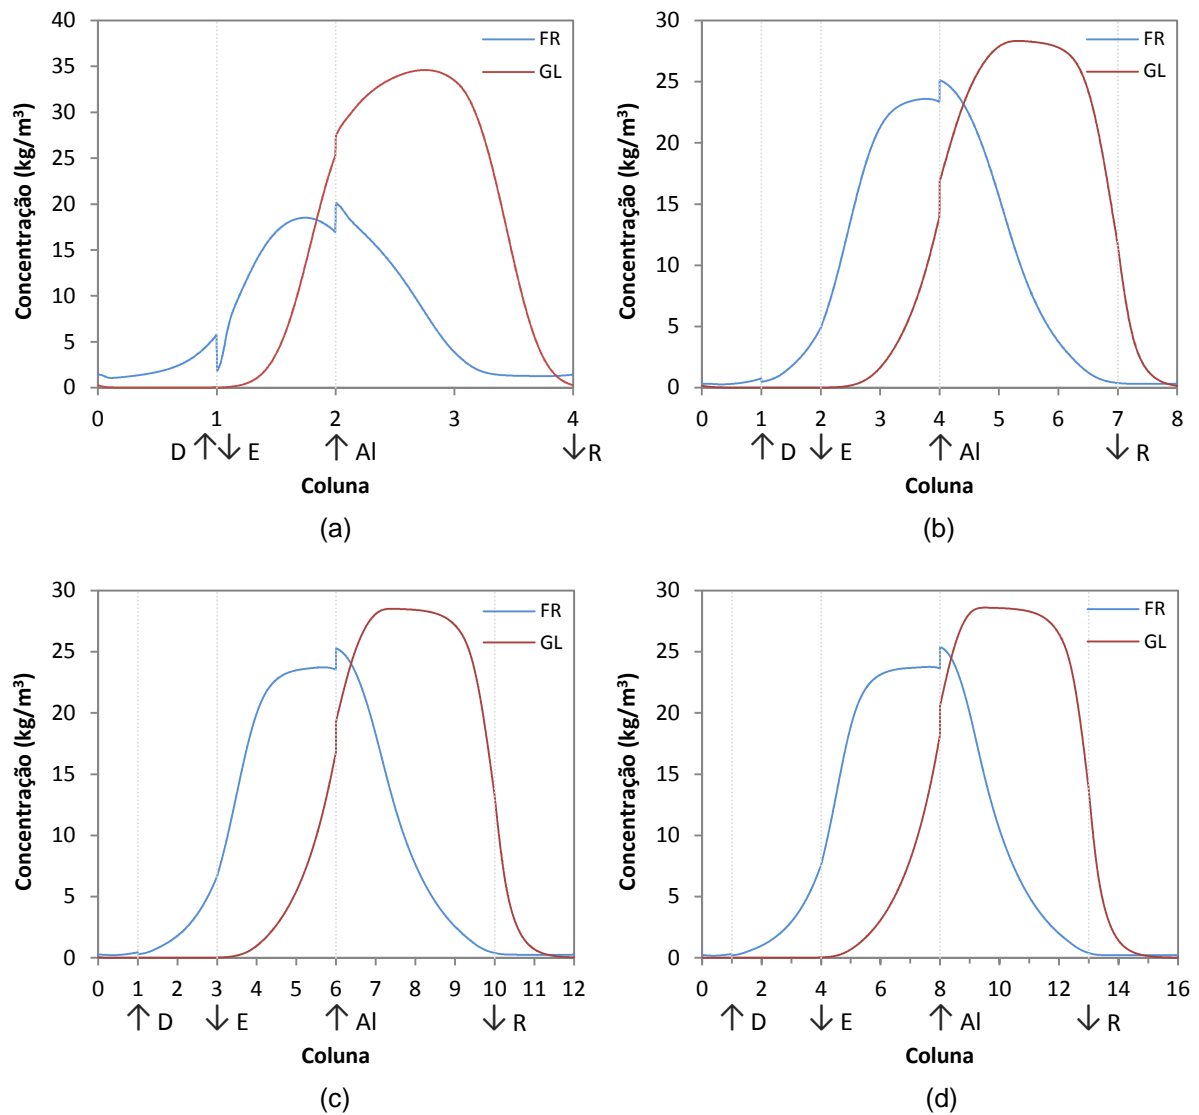 Concentração (kg/m³)
40
35
30
25
20
15
10
5
0
FR
GL
0 1 2 3 4
D E Al R
Coluna
(a)
Concentração (kg/m³)
30
25
20
15
10
5
0
FR
GL
0 1 2 3 4 5 6 7 8
D E Al R
Coluna
(b)
Concentração (kg/m³)
30
25
20
15
10
5
0
FR
GL
0 1 2 3 4 5 6 7 8 9 10 11 12
D E Al R
Coluna
(c)
Concentração (kg/m³)
30
25
20
15
10
5
0
FR
GL
0 2 4 6 8 10 12 14 16
D E Al R
Coluna
(d)